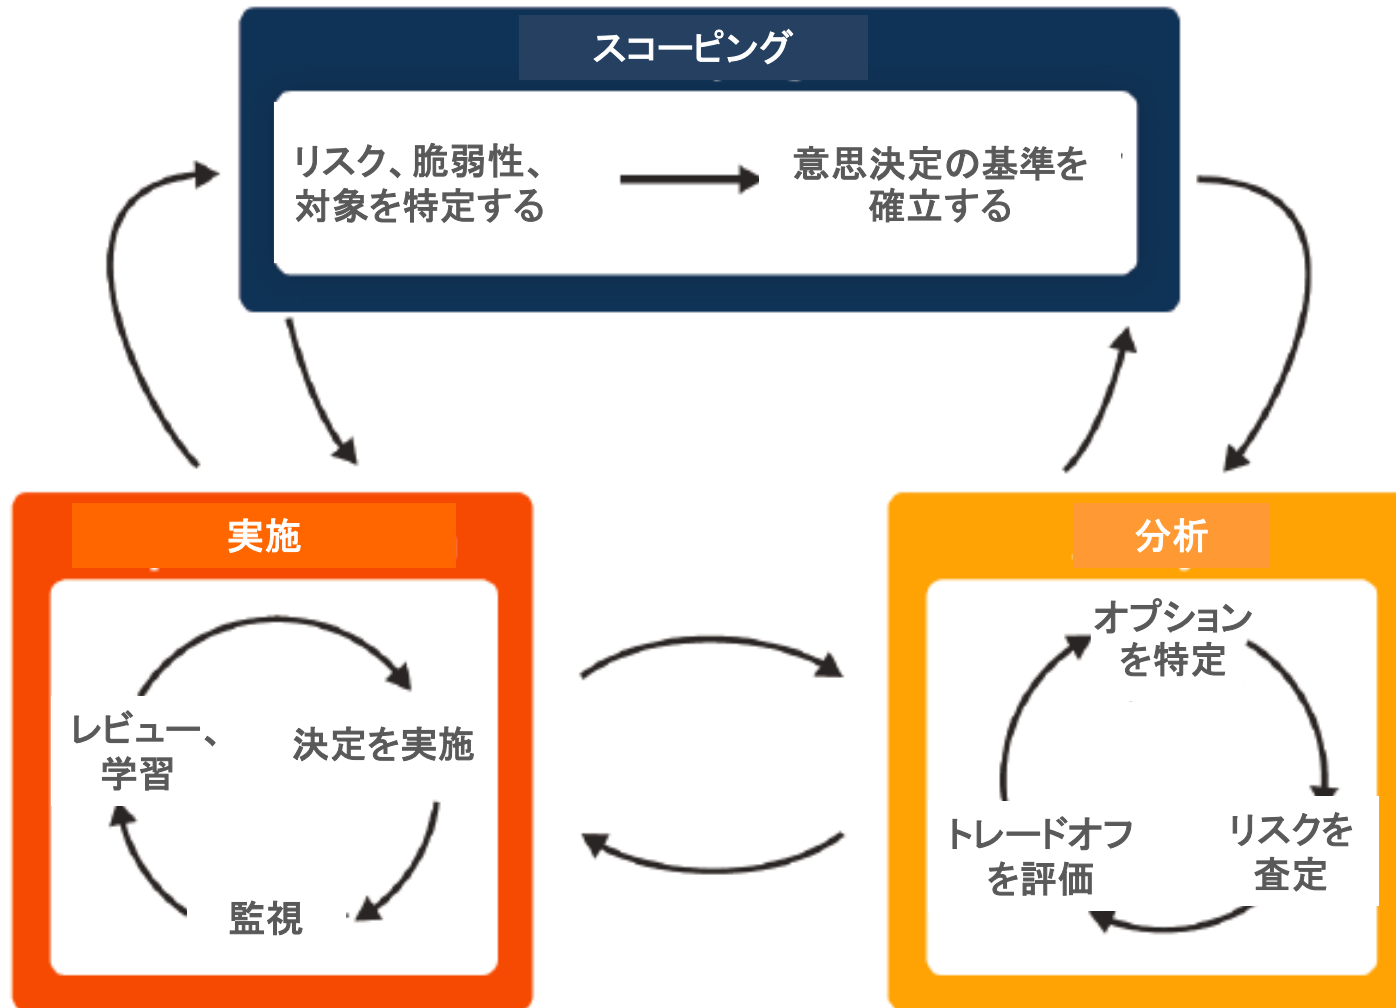 スコーピング
リスク、脆弱性、
対象を特定する
意思決定の基準を
確立する
実施
レビュー、
学習
決定を実施
監視
分析
オプション
を特定
リスクを
査定
トレードオフ
を評価